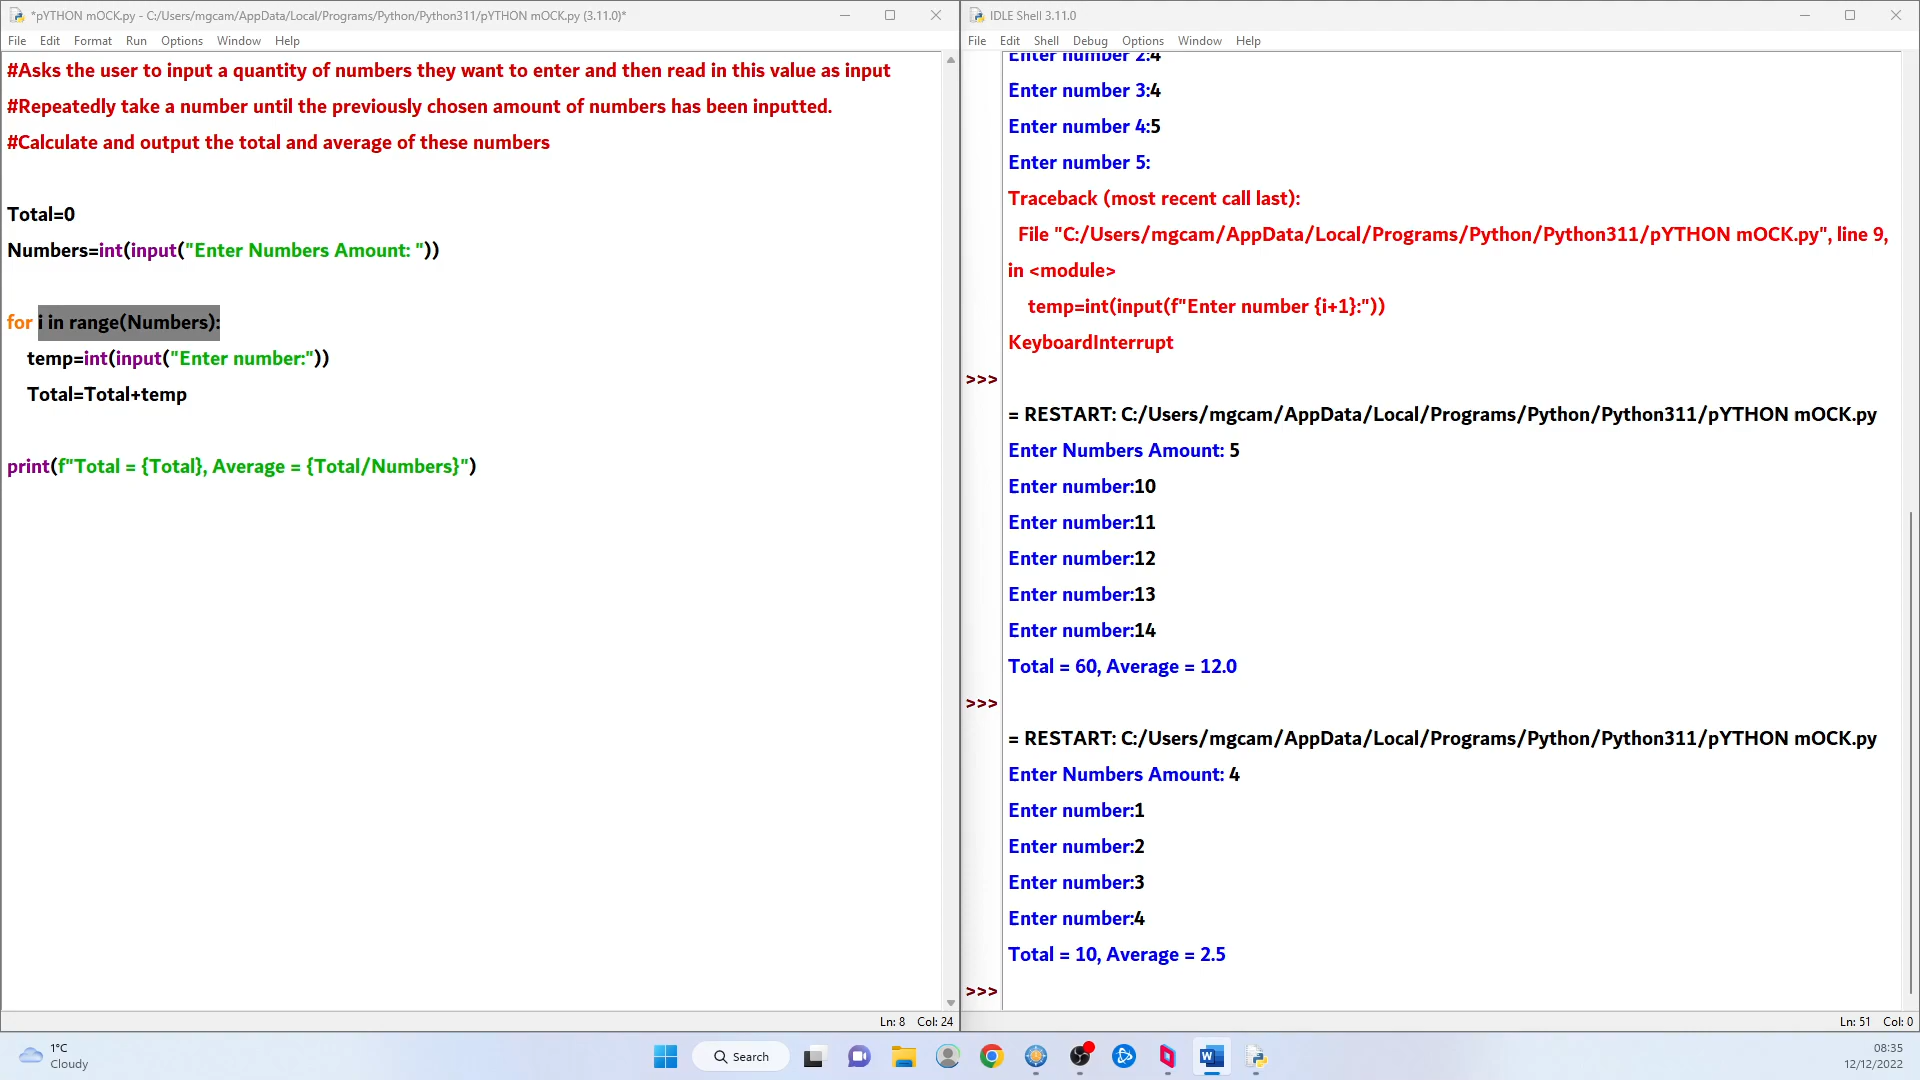 *pYTHON mOCK.py - C:/Users/mgcam/AppData/Local/Programs/Python/Python311/pYTHON mOCK.py (3.11.0)*
File Edit Format Run Options Window Help
#Asks the user to input a quantity of numbers they want to enter and then read in this value as input
#Repeatedly take a number until the previously chosen amount of numbers has been inputted.
#Calculate and output the total and average of these numbers
Total=0
Numbers=int(input("Enter Numbers Amount: "))
for i in range(Numbers):
temp=int(input("Enter number:"))
Total=Total+temp
print(f"Total = {Total}, Average = {Total/Numbers}")
Ln: 8 Col: 24
IDLE Shell 3.11.0
File Edit Shell Debug Options Window Help
Enter number 2:4
Enter number 3:4
Enter number 4:5
Enter number 5:
Traceback (most recent call last):
File "C:/Users/mgcam/AppData/Local/Programs/Python/Python311/pYTHON mOCK.py", line 9,
in <module>
temp=int(input(f"Enter number {i+1}:"))
KeyboardInterrupt
>>>
= RESTART: C:/Users/mgcam/AppData/Local/Programs/Python/Python311/pYTHON mOCK.py
Enter Numbers Amount: 5
Enter number:10
Enter number:11
Enter number:12
Enter number:13
Enter number:14
Total = 60, Average = 12.0
>>>
= RESTART: C:/Users/mgcam/AppData/Local/Programs/Python/Python311/pYTHON mOCK.py
Enter Numbers Amount: 4
Enter number:1
Enter number:2
Enter number:3
Enter number:4
Total = 10, Average = 2.5
>>>
Ln: 51 Col: 0
1°C
Cloudy
Search
W
08:35
12/12/2022